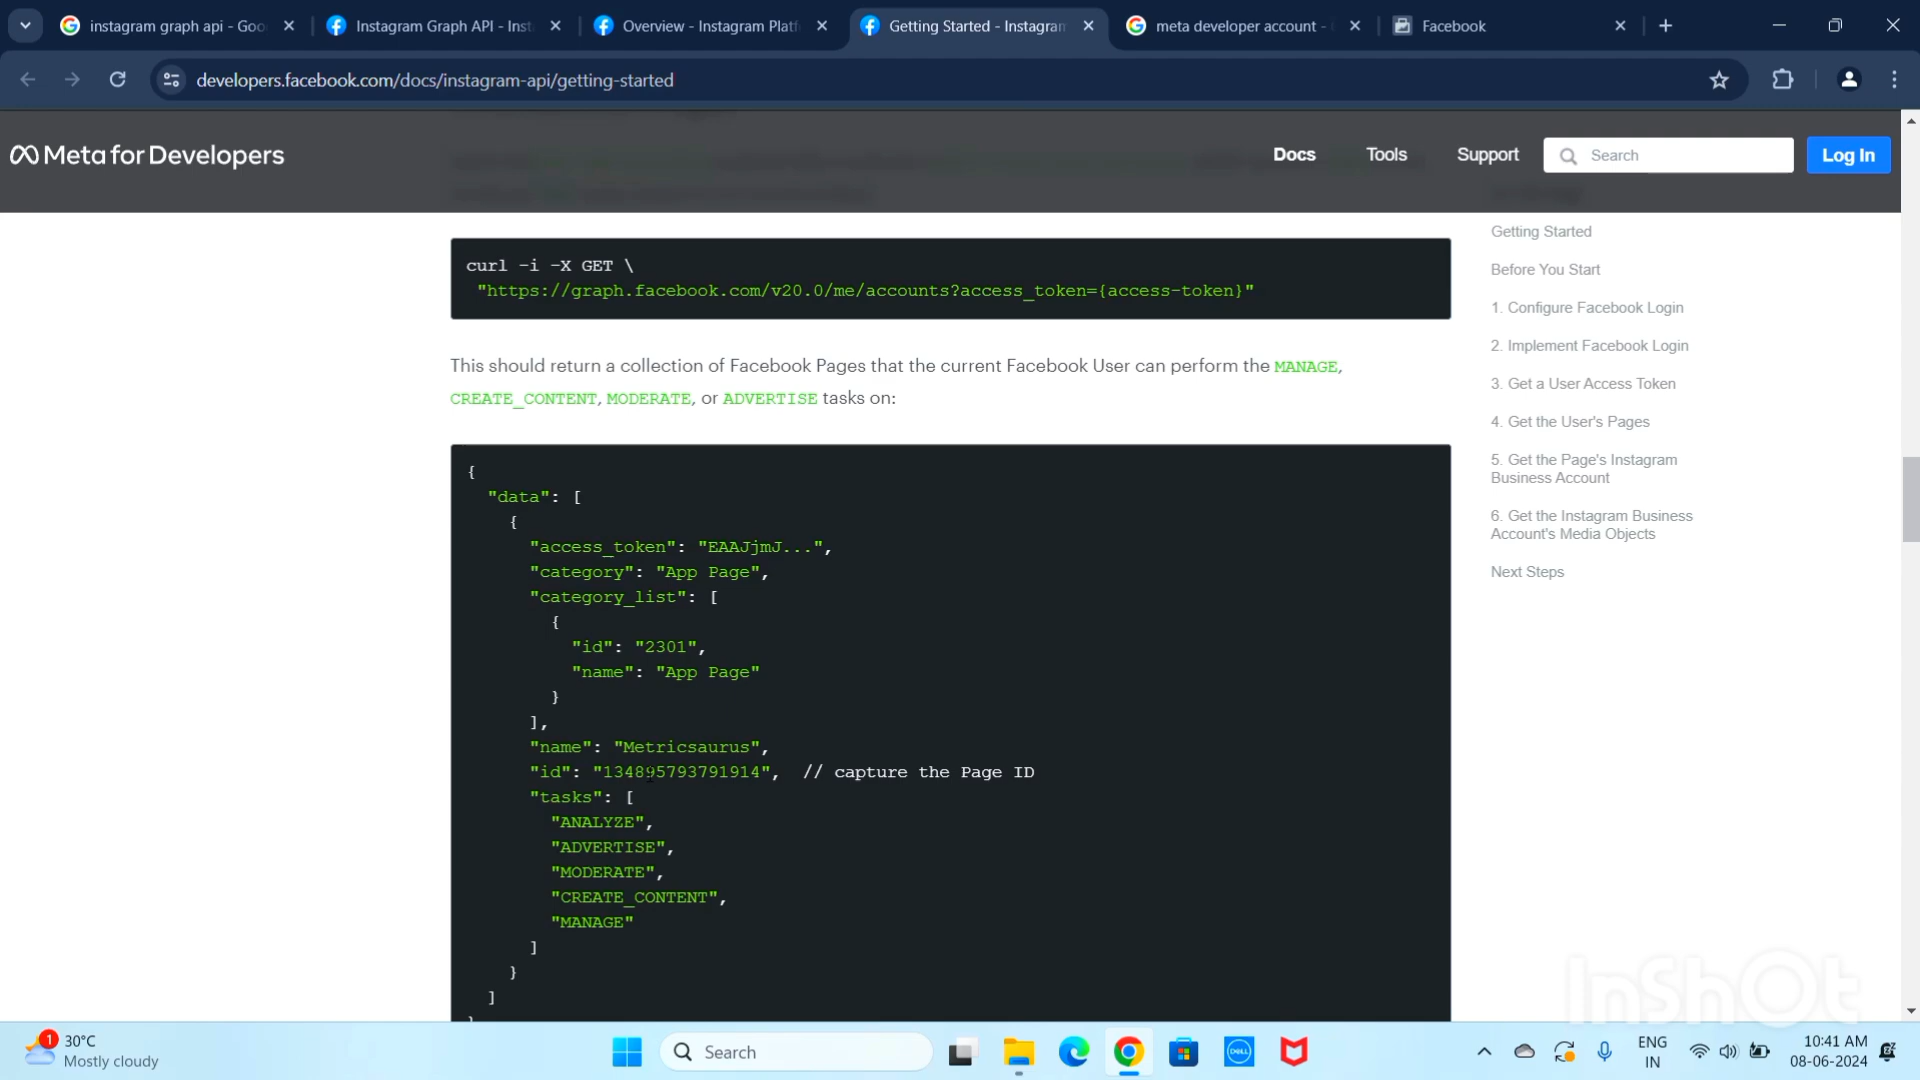 instagram graph api - Goo
Instagram Graph API - Inst
Overview - Instagram Platf
Getting Started - Instagram
meta developer account -
Facebook
developers.facebook.com/docs/instagram-api/getting-started
Meta for Developers
Docs
Tools
Support
Search
Log In
curl -i -X GET \
"https://graph.facebook.com/v20.0/me/accounts?access_token={access-token}"
This should return a collection of Facebook Pages that the current Facebook User can perform the MANAGE,
CREATE_CONTENT, MODERATE, or ADVERTISE tasks on:
{
"data": [
{
"access_token": "EAAJjmJ...",
"category": "App Page",
"category_list": [
{
"id": "2301",
"name": "App Page"
}
],
"name": "Metricsaurus",
"id": "134895793791914", // capture the Page ID
"tasks": [
"ANALYZE",
"ADVERTISE",
"MODERATE",
"CREATE_CONTENT",
"MANAGE"
]
}
]
Getting Started
Before You Start
1. Configure Facebook Login
2. Implement Facebook Login
3. Get a User Access Token
4. Get the User's Pages
5. Get the Page's Instagram
Business Account
6. Get the Instagram Business
Account's Media Objects
Next Steps
InShOt
1
30°C
Mostly cloudy
Search
DELL
ENG
IN
10:41 AM
08-06-2024